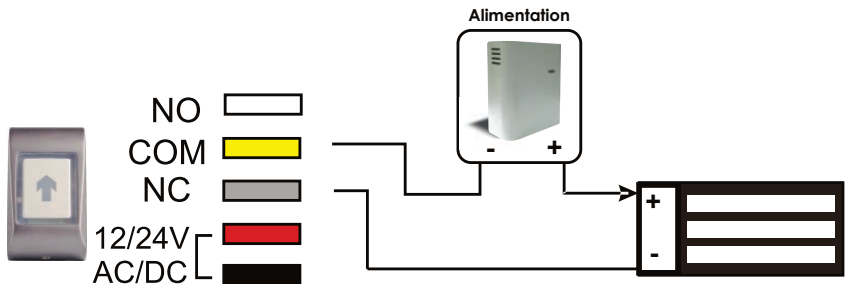 Alimentation
- +
NO
COM
NC
12/24V
AC/DC
+
-